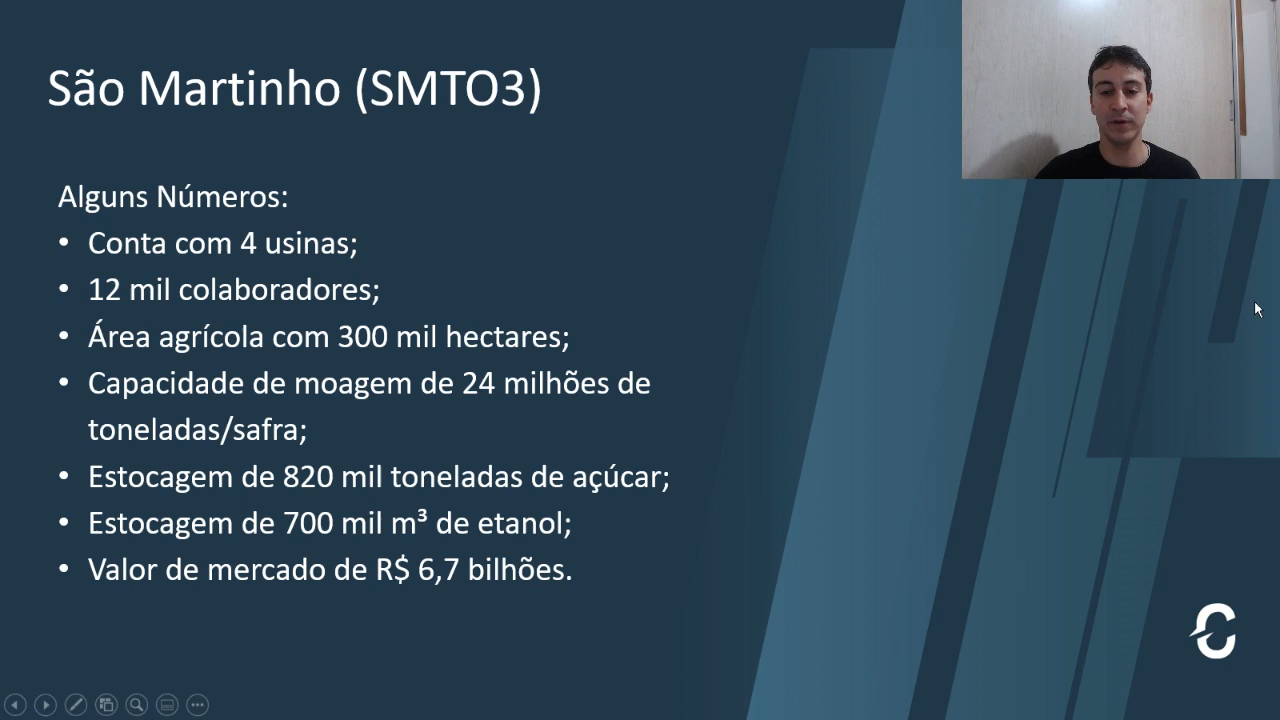 São Martinho (SMTO3)
Alguns Números:
• Conta com 4 usinas;
• 12 mil colaboradores;
• Área agrícola com 300 mil hectares;
• Capacidade de moagem de 24 milhões de
toneladas/safra;
• Estocagem de 820 mil toneladas de açúcar;
• Estocagem de 700 mil m³ de etanol;
• Valor de mercado de R$ 6,7 bilhões.